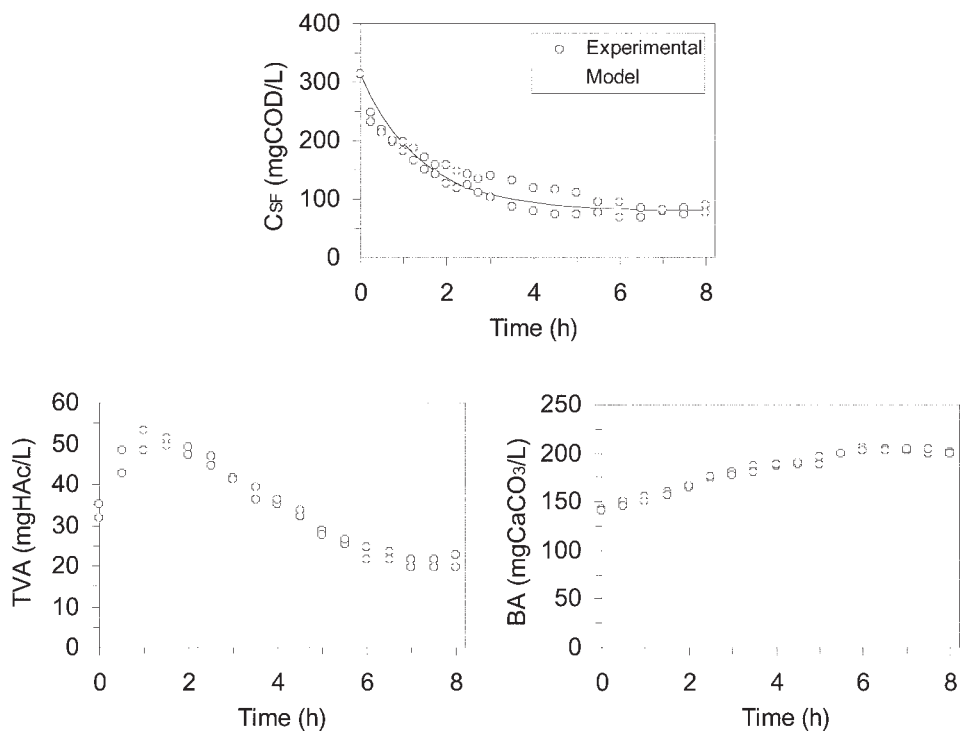 400
300
200
100
0
C_SF (mgCOD/L)
Experimental
Model
0 2 4 6 8
Time (h)
60
50
40
30
20
10
0
TVA (mgHAc/L)
0 2 4 6 8
Time (h)
250
200
150
100
50
0
BA (mgCaCO₃/L)
0 2 4 6 8
Time (h)